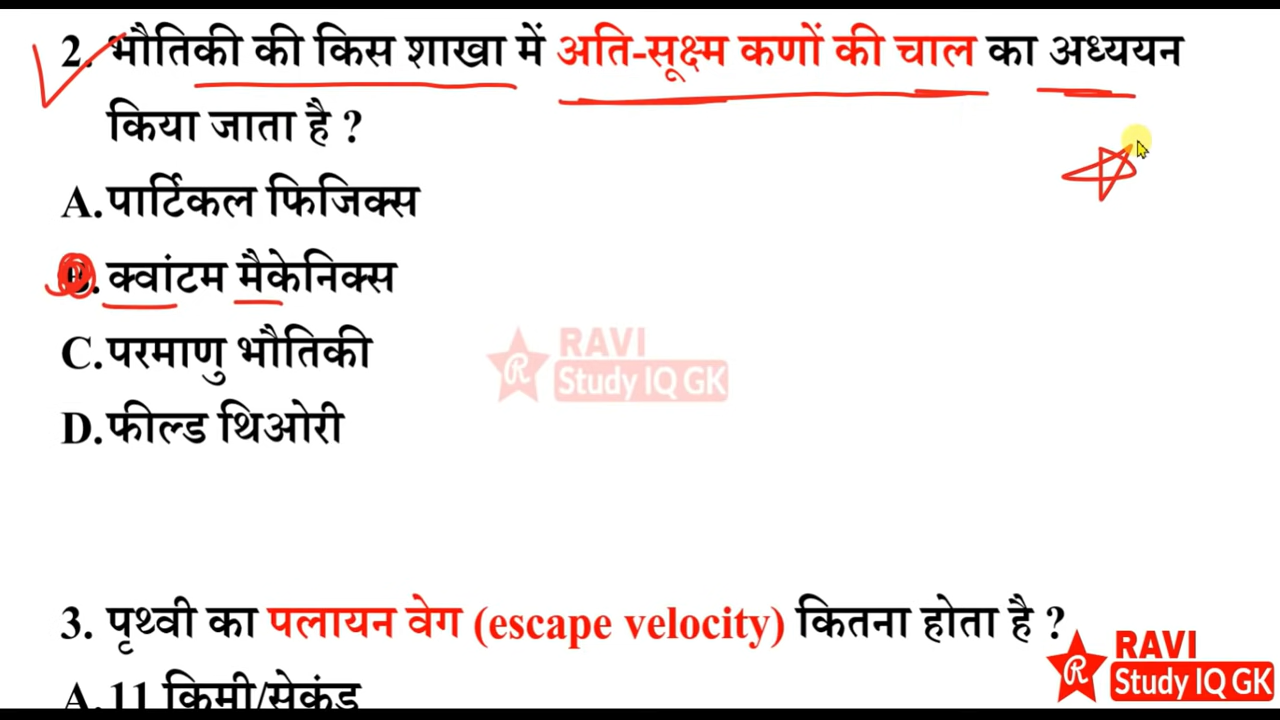 2. भौतिकी की किस शाखा में अति-सूक्ष्म कणों की चाल का अध्ययन
किया जाता है ?
A. पार्टिकल फिजिक्स
B. क्वांटम मैकेनिक्स
C. परमाणु भौतिकी
D. फील्ड थिओरी
R RAVI
Study IQ GK
3. पृथ्वी का पलायन वेग (escape velocity) कितना होता है ?
A. 11 किमी/सेकंड
R RAVI
Study IQ GK